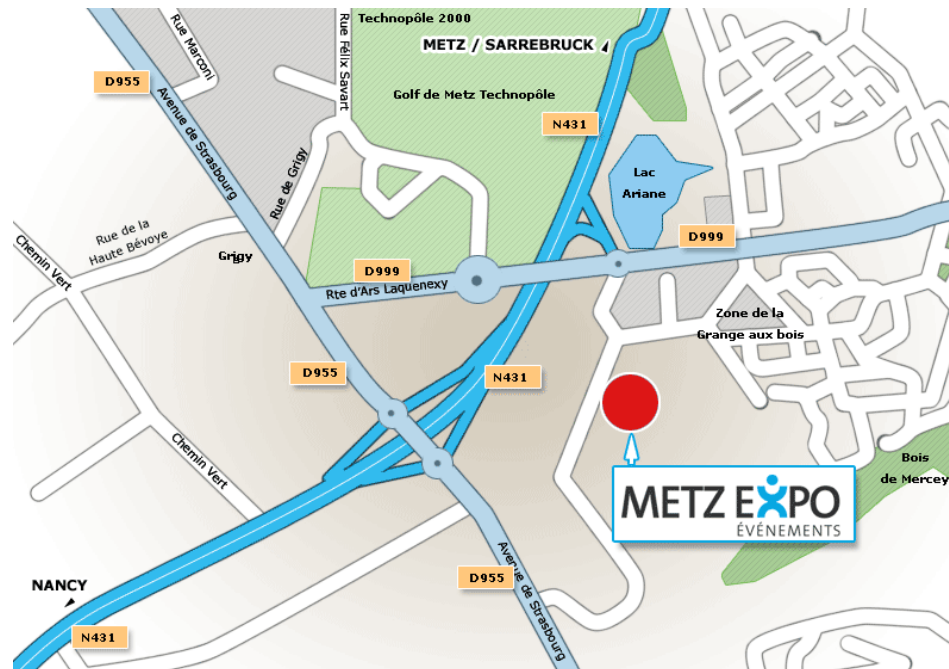 Technopôle 2000
METZ / SARREBRUCK
Rue Marconi
Rue Félix Savart
D955
Golf de Metz Technopôle
N431
Avenue de Strasbourg
Lac
Ariane
Rue de Grigy
Rue de la
Haute Bévoye
Chemin Vert
D999
Grigy
D999
Rte d'Ars Laquenexy
Zone de la
Grange aux bois
D955
N431
Chemin Vert
Bois
de Mercey
METZ EXPO
ÉVÉNEMENTS
Avenue de Strasbourg
D955
NANCY
N431